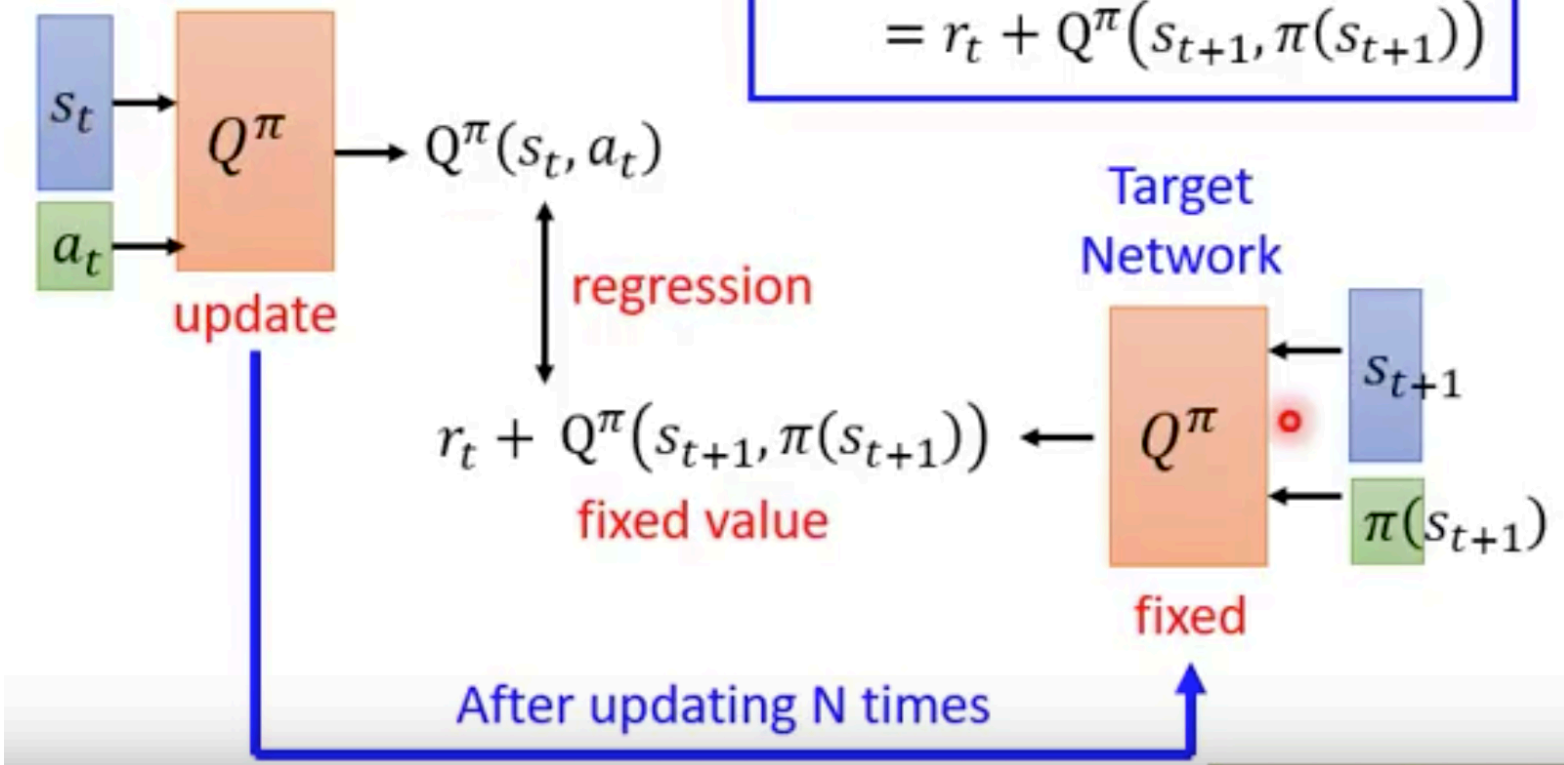 = r_t + Q^π(s_{t+1}, π(s_{t+1}))
s_t
Q^π
Q^π(s_t, a_t)
a_t
update
regression
Target
Network
r_t + Q^π(s_{t+1}, π(s_{t+1}))
fixed value
Q^π
s_{t+1}
π(s_{t+1})
fixed
After updating N times